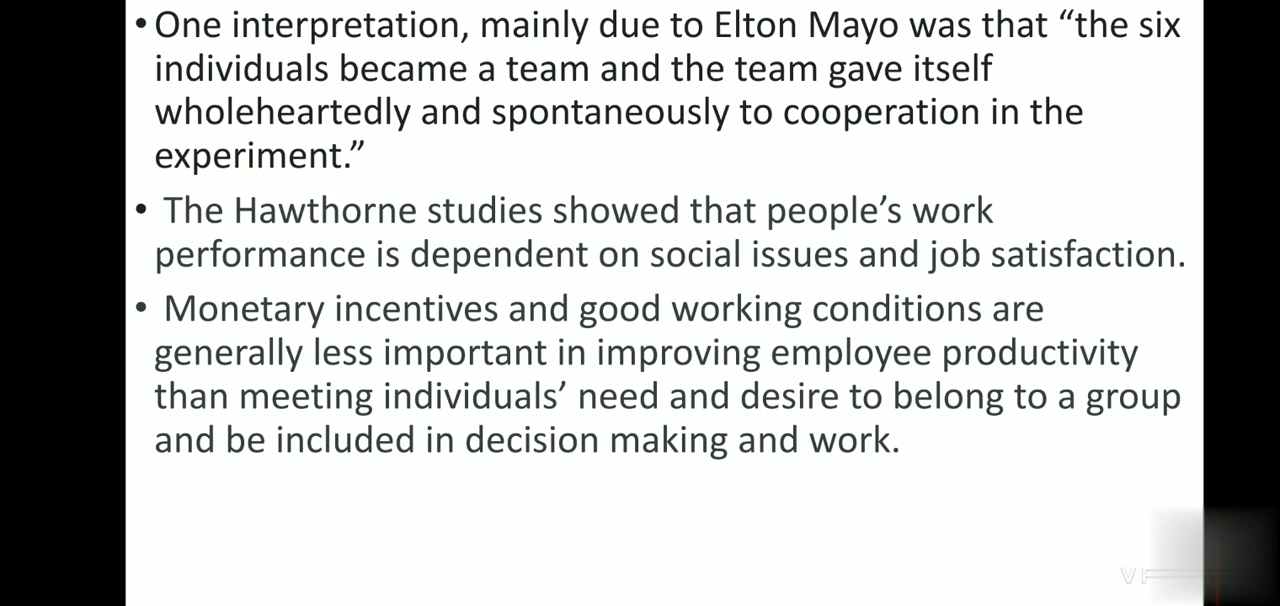 • One interpretation, mainly due to Elton Mayo was that “the six
individuals became a team and the team gave itself
wholeheartedly and spontaneously to cooperation in the
experiment.”
• The Hawthorne studies showed that people’s work
performance is dependent on social issues and job satisfaction.
• Monetary incentives and good working conditions are
generally less important in improving employee productivity
than meeting individuals’ need and desire to belong to a group
and be included in decision making and work.